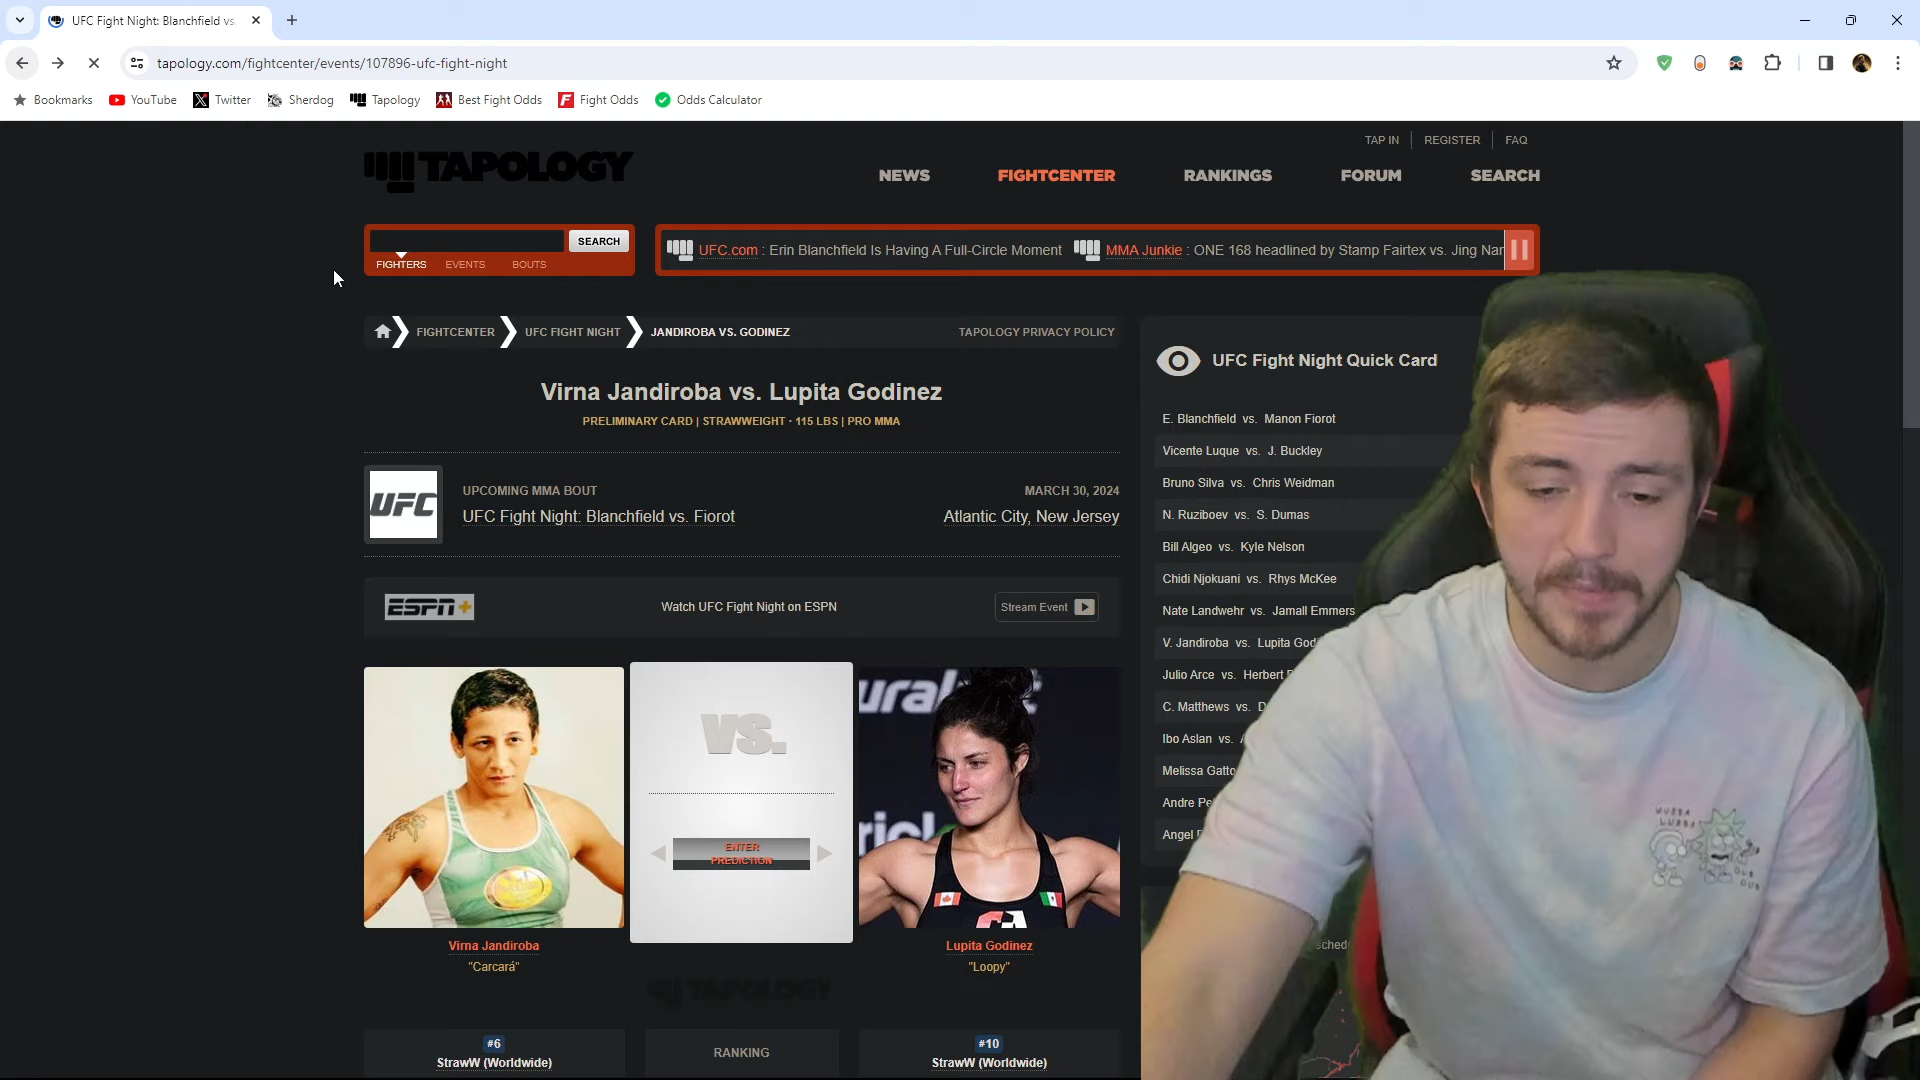 UFC Fight Night: Blanchfield vs.
tapology.com/fightcenter/events/107896-ufc-fight-night
Bookmarks YouTube Twitter Sherdog Tapology Best Fight Odds Fight Odds Odds Calculator
TAP IN REGISTER FAQ
TAPOLOGY
NEWS FIGHTCENTER RANKINGS FORUM SEARCH
SEARCH
FIGHTERS EVENTS BOUTS
UFC.com : Erin Blanchfield Is Having A Full-Circle Moment MMA Junkie : ONE 168 headlined by Stamp Fairtex vs. Jing Nar
FIGHTCENTER UFC FIGHT NIGHT JANDIROBA VS. GODINEZ TAPOLOGY PRIVACY POLICY
Virna Jandiroba vs. Lupita Godinez
PRELIMINARY CARD | STRAWWEIGHT · 115 LBS | PRO MMA
UFC
UPCOMING MMA BOUT MARCH 30, 2024
UFC Fight Night: Blanchfield vs. Fiorot Atlantic City, New Jersey
ESPN+ Watch UFC Fight Night on ESPN Stream Event
VS.
ENTER
PREDICTION
Virna Jandiroba Lupita Godinez
"Carcará" "Loopy"
TAPOLOGY
#6 #10
StrawW (Worldwide) RANKING StrawW (Worldwide)
UFC Fight Night Quick Card
E. Blanchfield vs. Manon Fiorot
Vicente Luque vs. J. Buckley
Bruno Silva vs. Chris Weidman
N. Ruziboev vs. S. Dumas
Bill Algeo vs. Kyle Nelson
Chidi Njokuani vs. Rhys McKee
Nate Landwehr vs. Jamall Emmers
V. Jandiroba vs. Lupita Godi
Julio Arce vs. Herbert
C. Matthews vs. D
Ibo Aslan vs.
Melissa Gatto
Andre Pe
Angel
sched